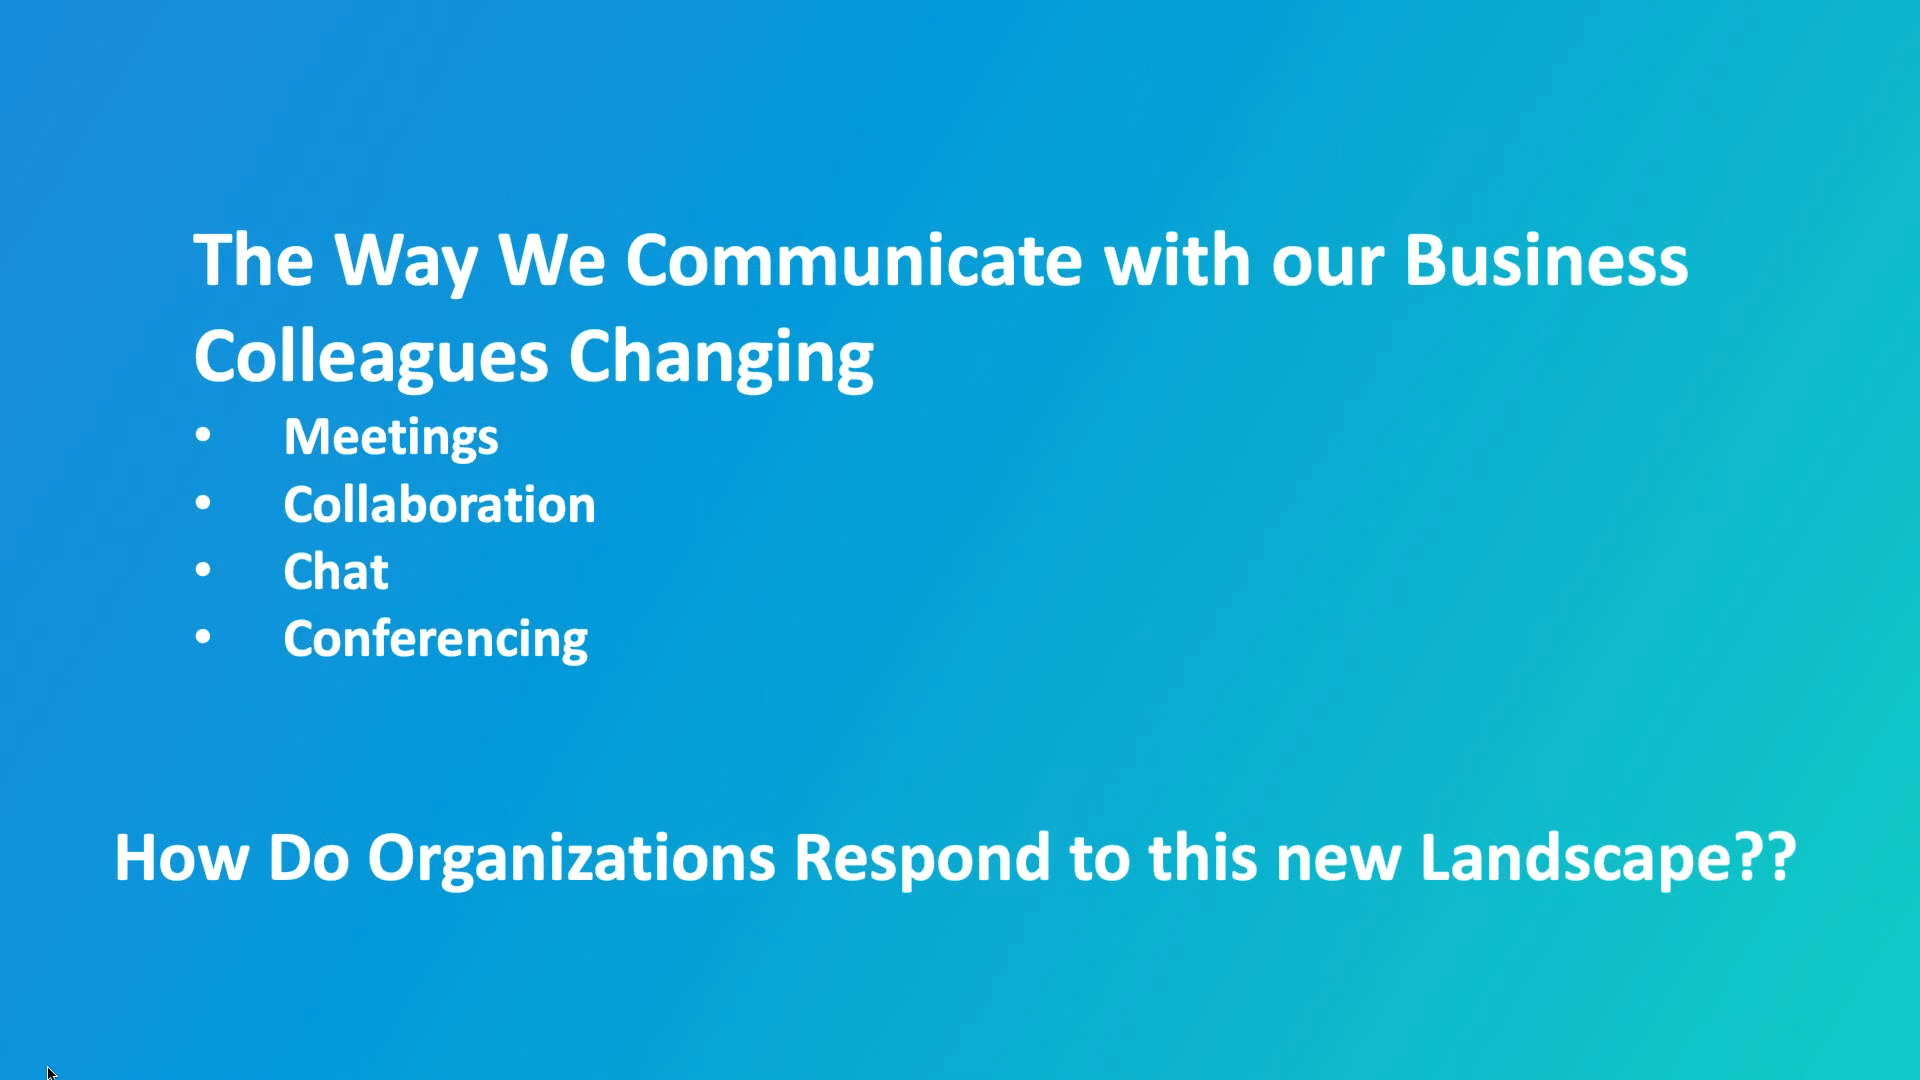 The Way We Communicate with our Business
Colleagues Changing
• Meetings
• Collaboration
• Chat
• Conferencing
How Do Organizations Respond to this new Landscape??